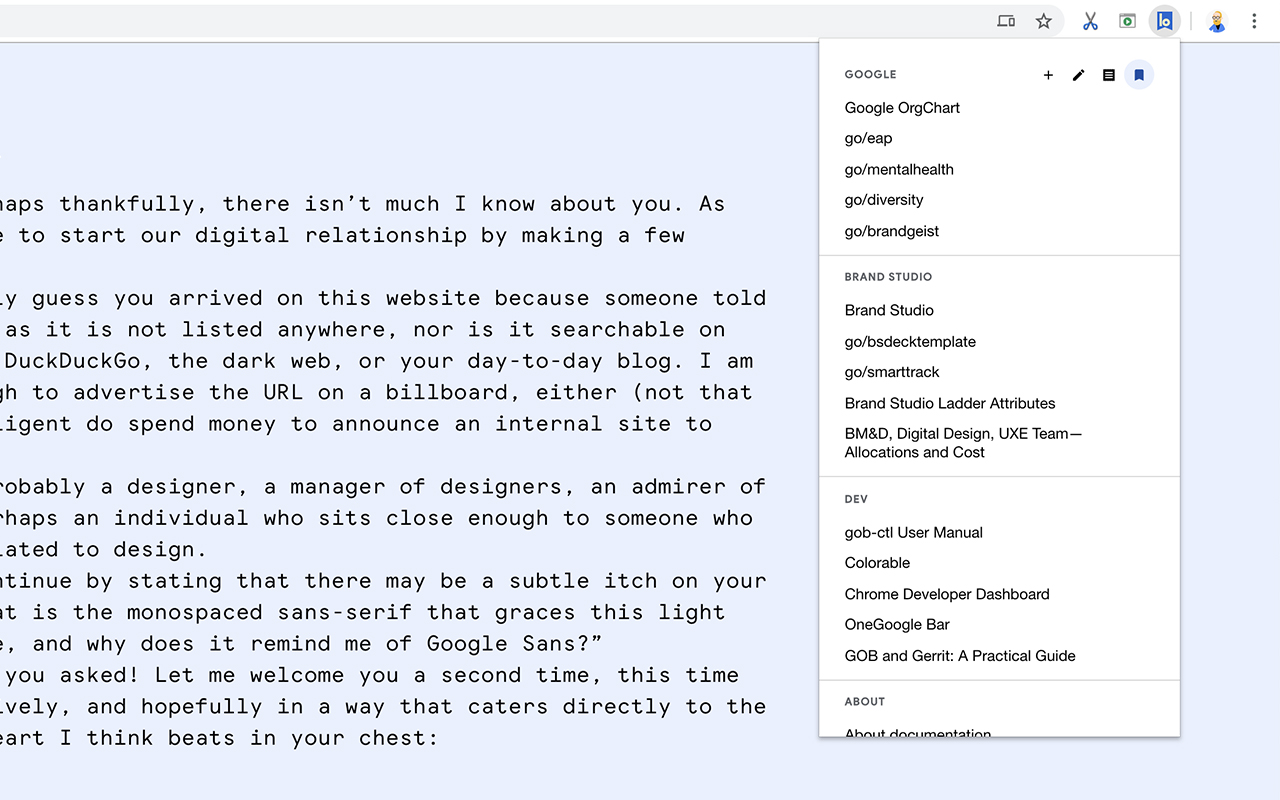 haps thankfully, there isn’t much I know about you. As
e to start our digital relationship by making a few
ly guess you arrived on this website because someone told
as it is not listed anywhere, nor is it searchable on
DuckDuckGo, the dark web, or your day-to-day blog. I am
gh to advertise the URL on a billboard, either (not that
ligent do spend money to announce an internal site to
robably a designer, a manager of designers, an admirer of
rhaps an individual who sits close enough to someone who
lated to design.
ntinue by stating that there may be a subtle itch on your
at is the monospaced sans-serif that graces this light
e, and why does it remind me of Google Sans?”
you asked! Let me welcome you a second time, this time
ively, and hopefully in a way that caters directly to the
eart I think beats in your chest:
GOOGLE
Google OrgChart
go/eap
go/mentalhealth
go/diversity
go/brandgeist
BRAND STUDIO
Brand Studio
go/bsdecktemplate
go/smarttrack
Brand Studio Ladder Attributes
BM&D, Digital Design, UXE Team—
Allocations and Cost
DEV
gob-ctl User Manual
Colorable
Chrome Developer Dashboard
OneGoogle Bar
GOB and Gerrit: A Practical Guide
ABOUT
About documentation